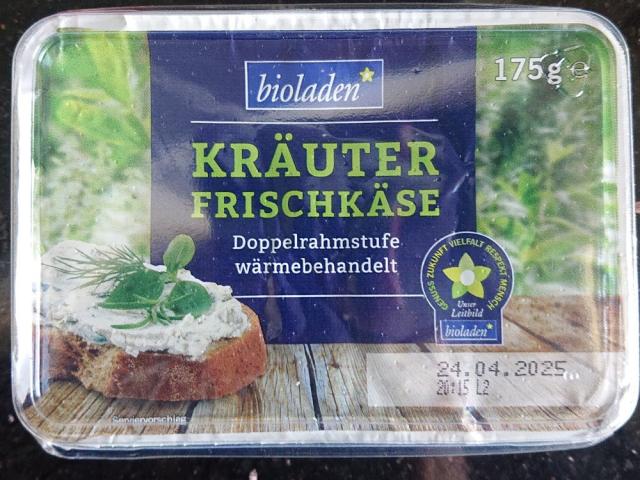 bioladen
175g e
KRÄUTER
FRISCHKÄSE
Doppelrahmstufe
wärmebehandelt
GENUSS ZUKUNFT VIELFALT RESPEKT MENSCH
Unser
Leitbild
bioladen
24.04.2025
20:15 L2
Serviervorschlag